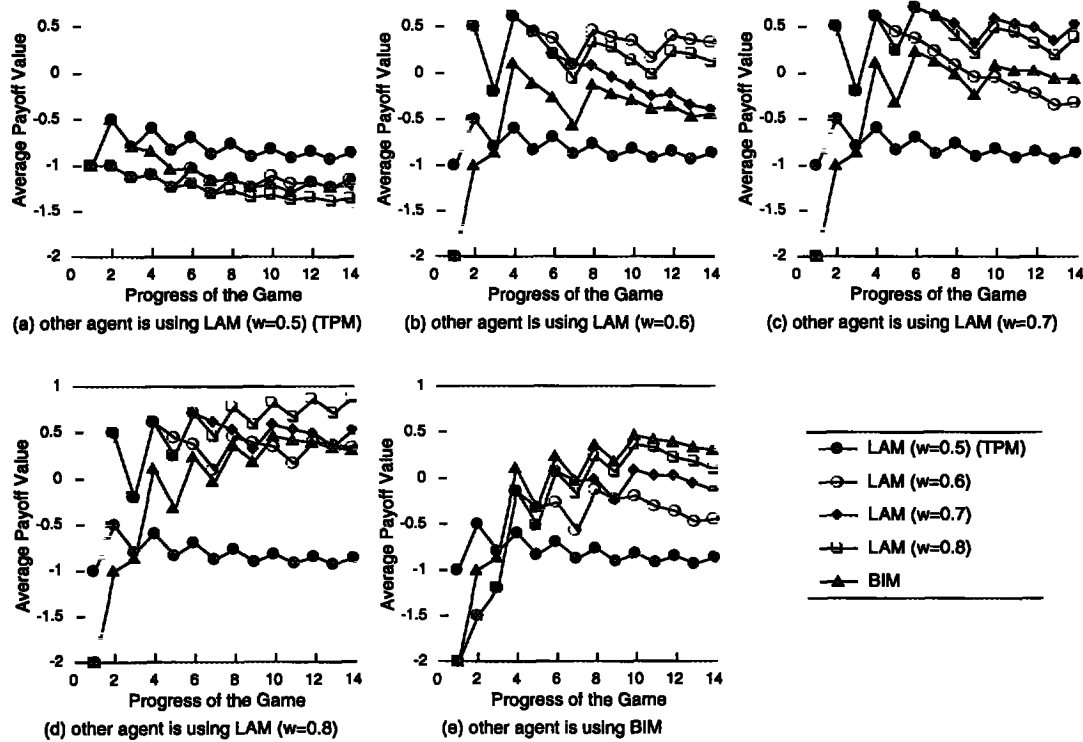 Average Payoff Value
0.5
0
-0.5
-1
-1.5
-2
0 2 4 6 8 10 12 14
Progress of the Game
(a) other agent is using LAM (w=0.5) (TPM)
Average Payoff Value
0.5
0
-0.5
-1
-1.5
-2
0 2 4 6 8 10 12 14
Progress of the Game
(b) other agent is using LAM (w=0.6)
Average Payoff Value
0.5
0
-0.5
-1
-1.5
-2
0 2 4 6 8 10 12 14
Progress of the Game
(c) other agent is using LAM (w=0.7)
Average Payoff Value
1
0.5
0
-0.5
-1
-1.5
-2
0 2 4 6 8 10 12 14
Progress of the Game
(d) other agent is using LAM (w=0.8)
Average Payoff Value
1
0.5
0
-0.5
-1
-1.5
-2
0 2 4 6 8 10 12 14
Progress of the Game
(e) other agent is using BIM
LAM (w=0.5) (TPM)
LAM (w=0.6)
LAM (w=0.7)
LAM (w=0.8)
BIM